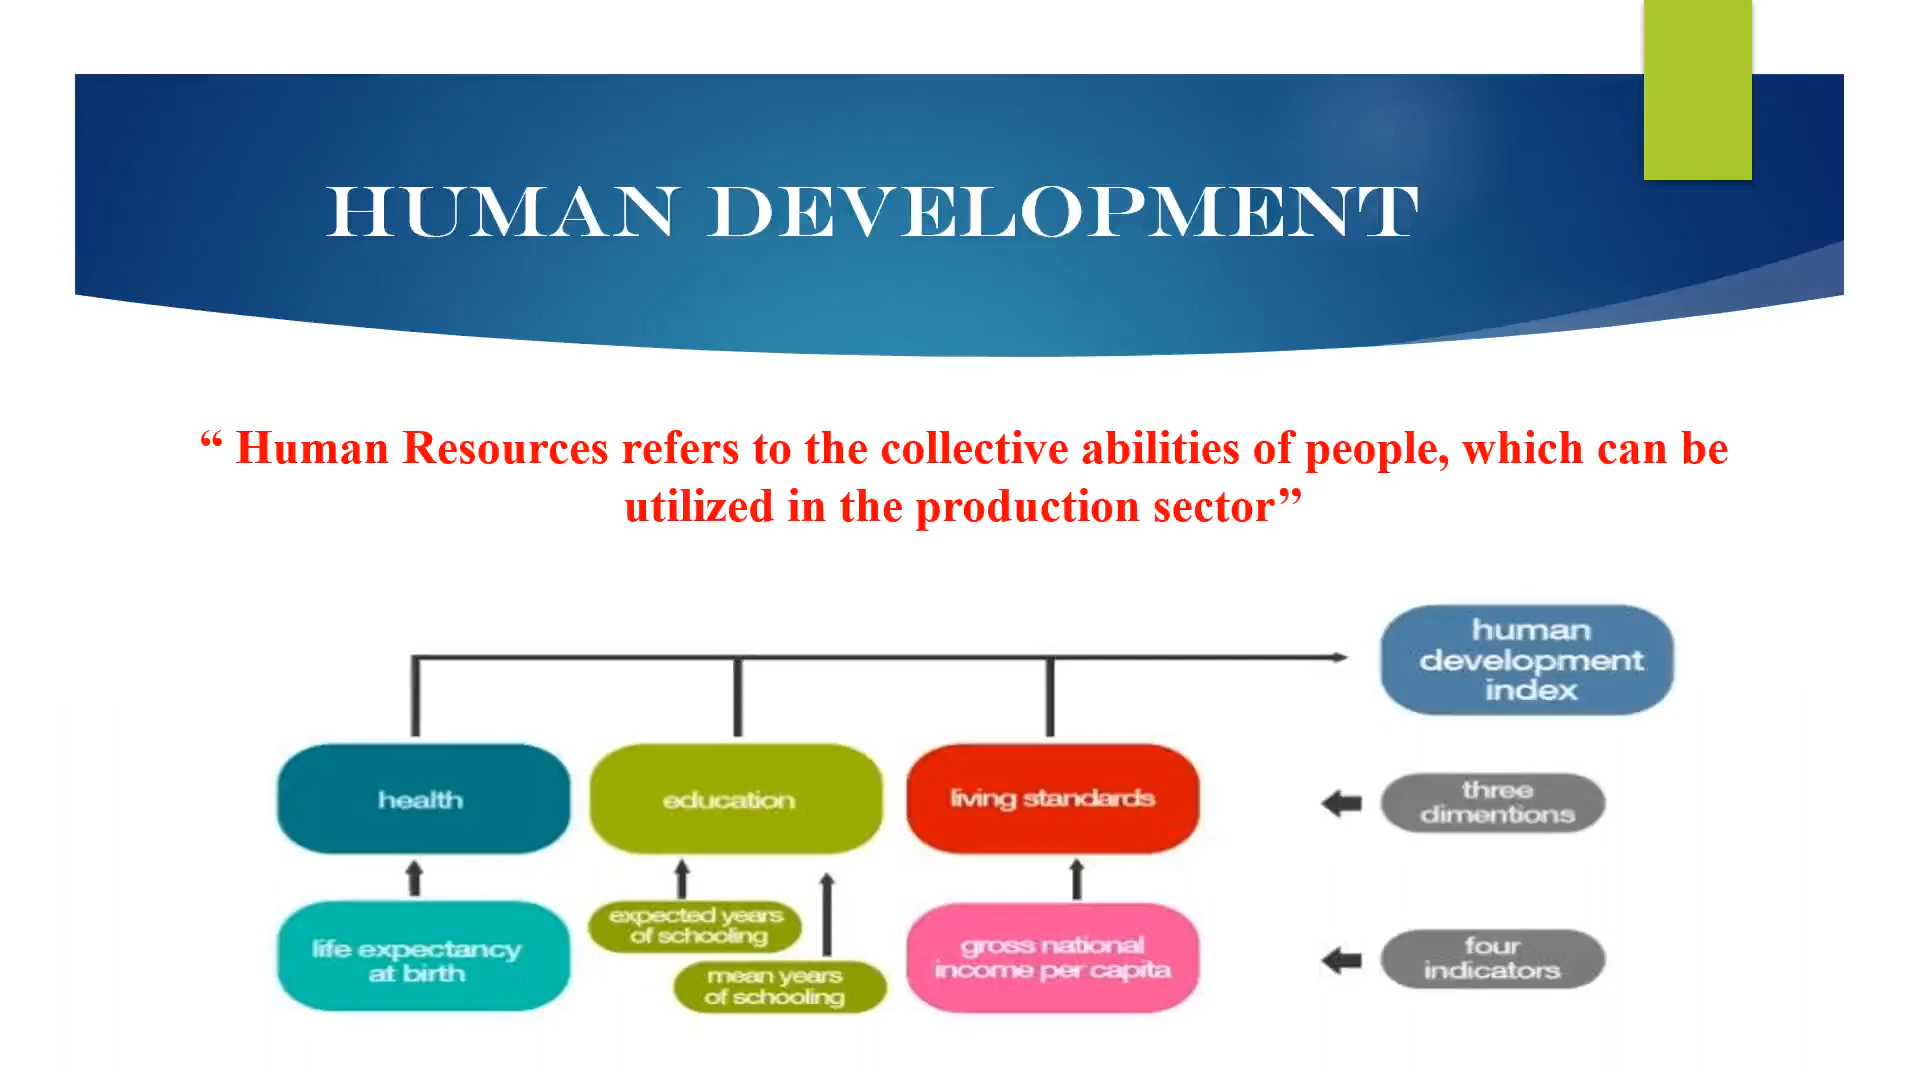 HUMAN DEVELOPMENT
“ Human Resources refers to the collective abilities of people, which can be
utilized in the production sector”
human
development
index
health
education
living standards
three
dimentions
life expectancy
at birth
expected years
of schooling
mean years
of schooling
gross national
income per capita
four
indicators